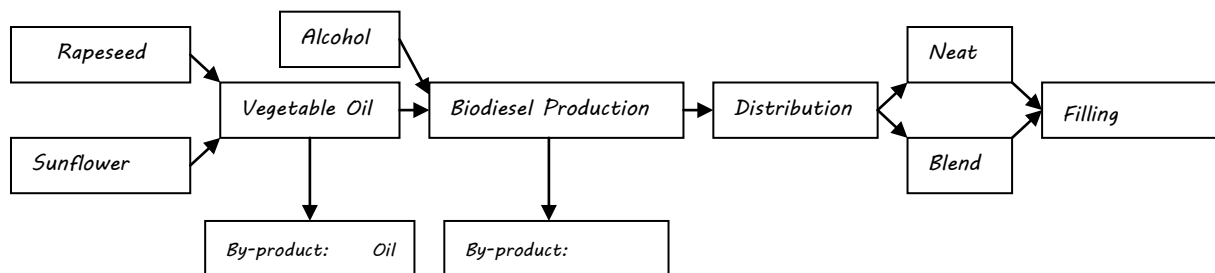 Rapeseed
Alcohol
Neat
Vegetable Oil
Biodiesel Production
Distribution
Filling
Sunflower
Blend
By-product: Oil
By-product: